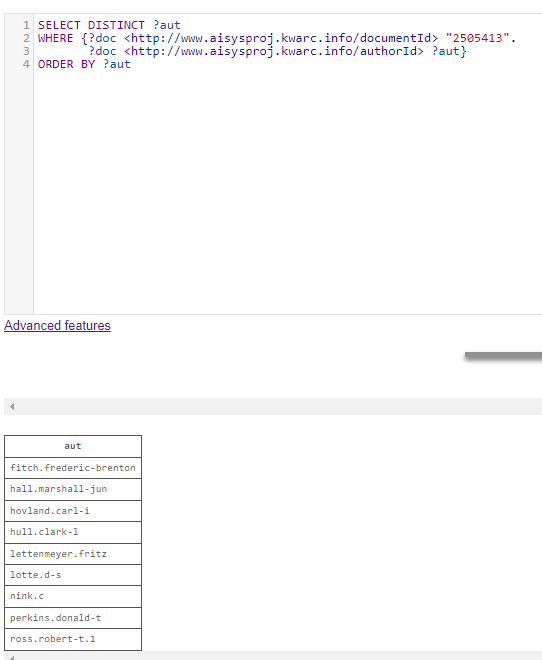 1 SELECT DISTINCT ?aut
2 WHERE {?doc <http://www.aisysproj.kwarc.info/documentId> "2505413".
3 ?doc <http://www.aisysproj.kwarc.info/authorId> ?aut}
4 ORDER BY ?aut
Advanced features
aut
fitch.frederic-brenton
hall.marshall-jun
hovland.carl-i
hull.clark-l
lettenmeyer.fritz
lotte.d-s
nink.c
perkins.donald-t
ross.robert-t.1